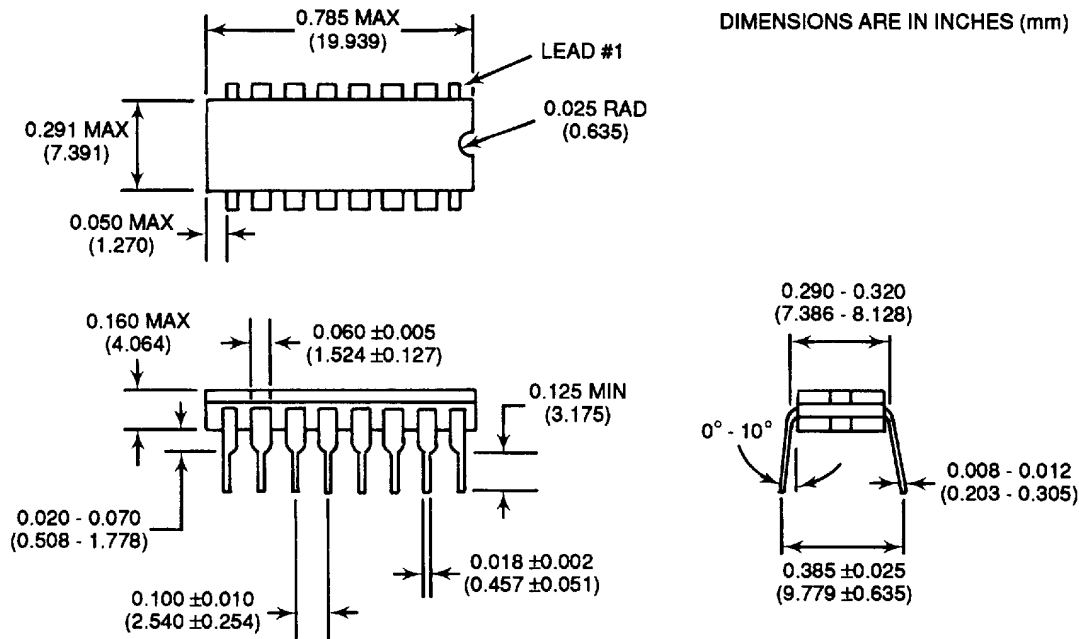 0.785 MAX
(19.939)
DIMENSIONS ARE IN INCHES (mm)
LEAD #1
0.291 MAX
(7.391)
0.025 RAD
(0.635)
0.050 MAX
(1.270)
0.160 MAX
(4.064)
0.060 ±0.005
(1.524 ±0.127)
0.125 MIN
(3.175)
0.020 - 0.070
(0.508 - 1.778)
0.100 ±0.010
(2.540 ±0.254)
0.018 ±0.002
(0.457 ±0.051)
0.290 - 0.320
(7.386 - 8.128)
0° - 10°
0.008 - 0.012
(0.203 - 0.305)
0.385 ±0.025
(9.779 ±0.635)